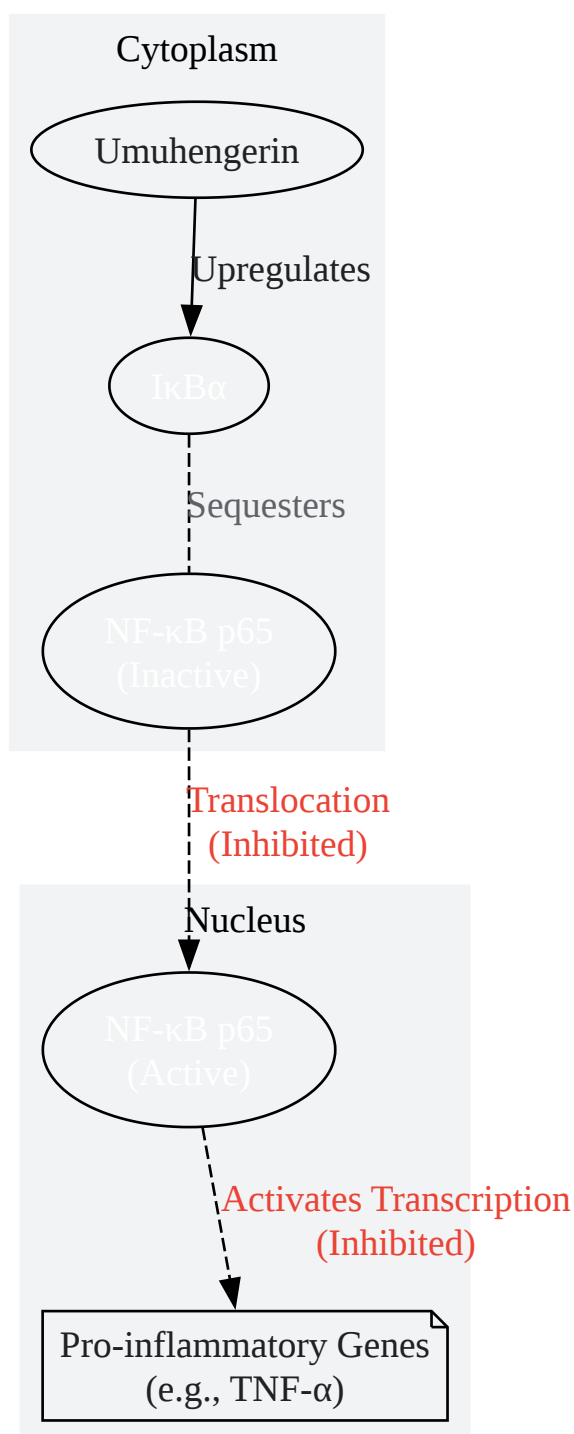 Cytoplasm
Umuhengerin
Upregulates
IκBα
Sequesters
NF-κB p65
(Inactive)
Translocation
(Inhibited)
Nucleus
NF-κB p65
(Active)
Activates Transcription
(Inhibited)
Pro-inflammatory Genes
(e.g., TNF-α)